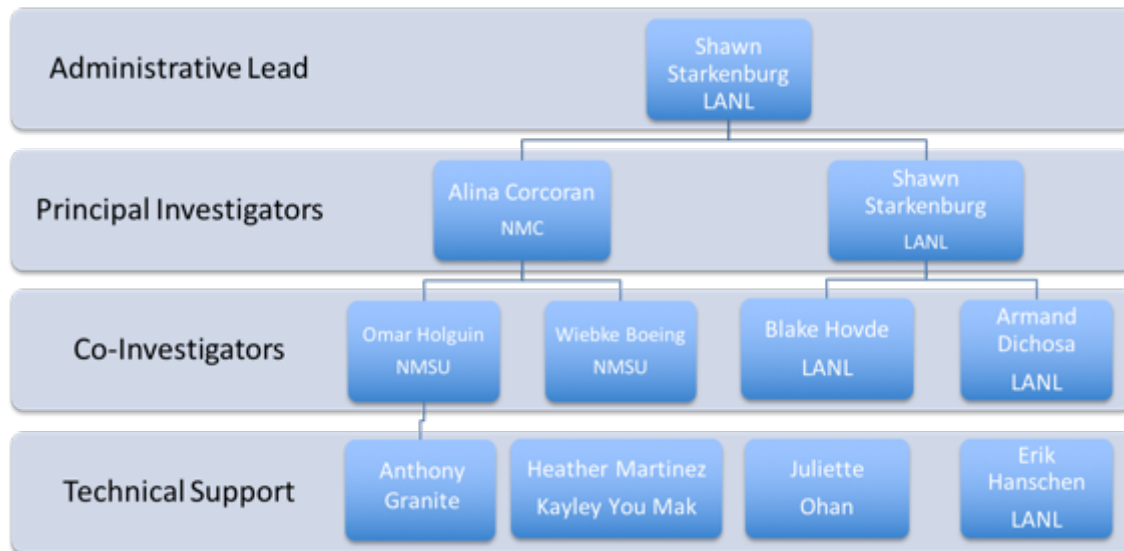 Administrative Lead
Shawn
Starkenburg
LANL
Principal Investigators
Alina Corcoran
NMC
Shawn
Starkenburg
LANL
Co-Investigators
Omar Holguin
NMSU
Wiebke Boeing
NMSU
Blake Hovde
LANL
Armand
Dichosa
LANL
Technical Support
Anthony
Granite
Heather Martinez
Kayley You Mak
Juliette
Ohan
Erik
Hanschen
LANL